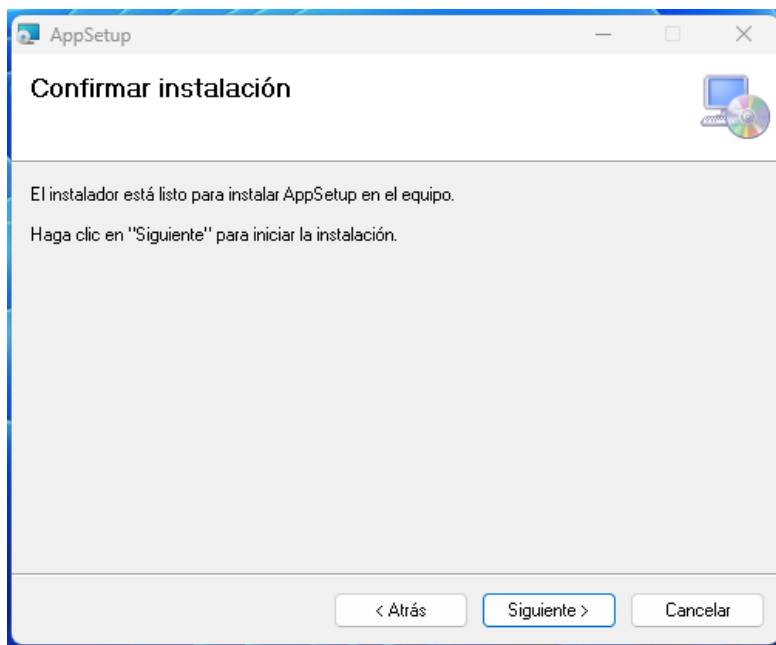 AppSetup
Confirmar instalación
El instalador está listo para instalar AppSetup en el equipo.
Haga clic en "Siguiente" para iniciar la instalación.
< Atrás
Siguiente >
Cancelar